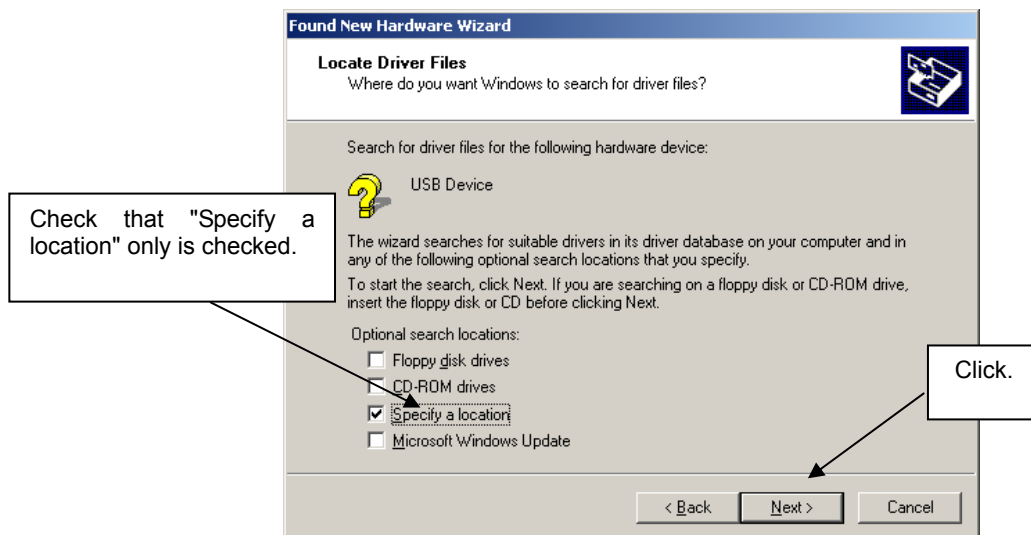 Found New Hardware Wizard
Locate Driver Files
Where do you want Windows to search for driver files?
Search for driver files for the following hardware device:
USB Device
Check that "Specify a
location" only is checked.
The wizard searches for suitable drivers in its driver database on your computer and in
any of the following optional search locations that you specify.
To start the search, click Next. If you are searching on a floppy disk or CD-ROM drive,
insert the floppy disk or CD before clicking Next.
Optional search locations:
Floppy disk drives
CD-ROM drives
Specify a location
Microsoft Windows Update
Click.
< Back Next > Cancel